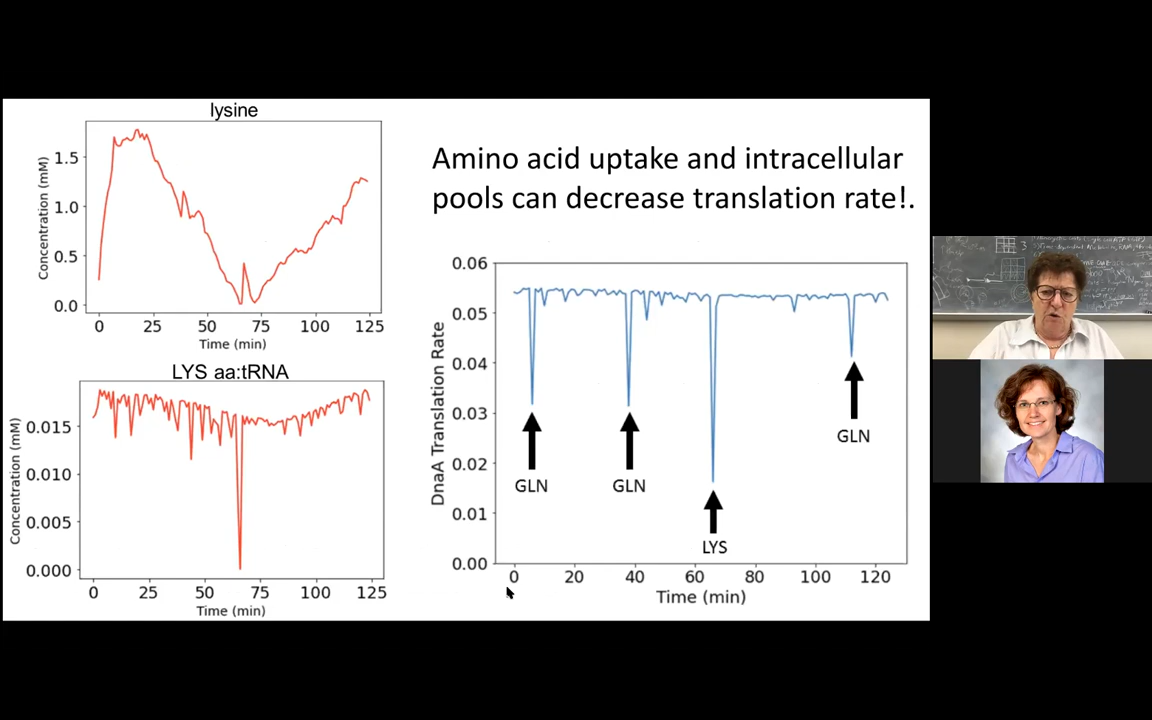 lysine
Concentration (mM)
1.5
1.0
0.5
0.0
0 25 50 75 100 125
Time (min)
LYS aa:tRNA
Concentration (mM)
0.015
0.010
0.005
0.000
0 25 50 75 100 125
Time (min)
Amino acid uptake and intracellular
pools can decrease translation rate!.
DnaA Translation Rate
0.06
0.05
0.04
0.03
0.02
0.01
0.00
GLN
GLN
LYS
GLN
0 20 40 60 80 100 120
Time (min)
3